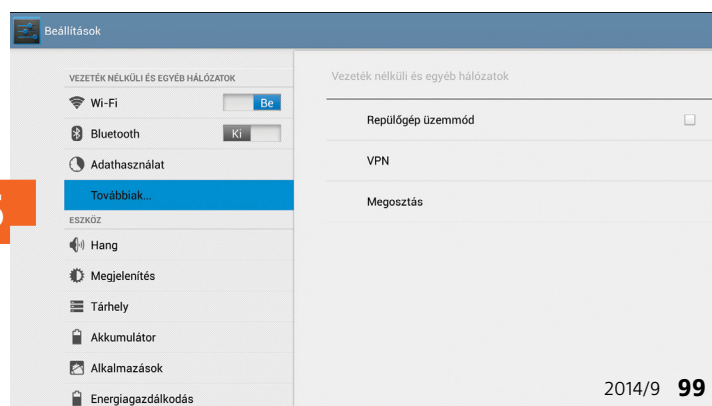 Beállítások
VEZETÉK NÉLKÜLI ÉS EGYÉB HÁLÓZATOK
Wi-Fi
Be
Bluetooth
Ki
Adathasználat
Továbbiak...
ESZKÖZ
Hang
Megjelenítés
Tárhely
Akkumulátor
Alkalmazások
Energiagazdálkodás
Vezeték nélküli és egyéb hálózatok
Repülőgép üzemmód
VPN
Megosztás
2014/9 99